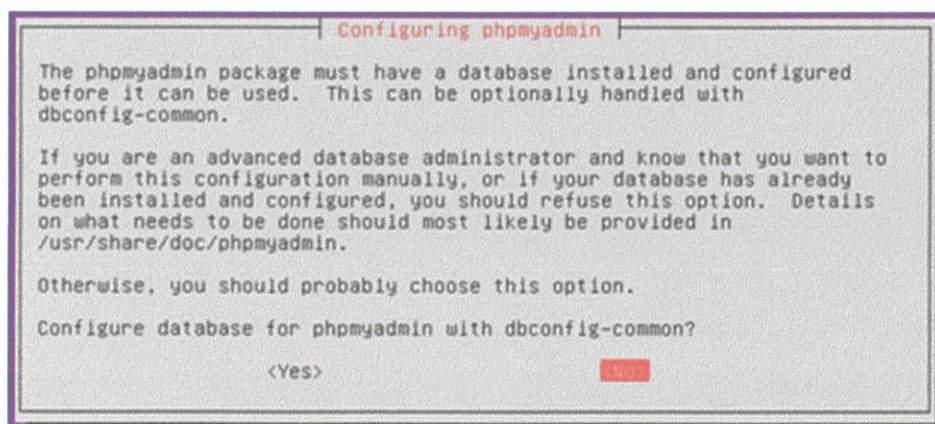 Configuring phpmyadmin
The phpmyadmin package must have a database installed and configured
before it can be used.  This can be optionally handled with
dbconfig-common.
If you are an advanced database administrator and know that you want to
perform this configuration manually, or if your database has already
been installed and configured, you should refuse this option.  Details
on what needs to be done should most likely be provided in
/usr/share/doc/phpmyadmin.
Otherwise, you should probably choose this option.
Configure database for phpmyadmin with dbconfig-common?
<Yes> <No>